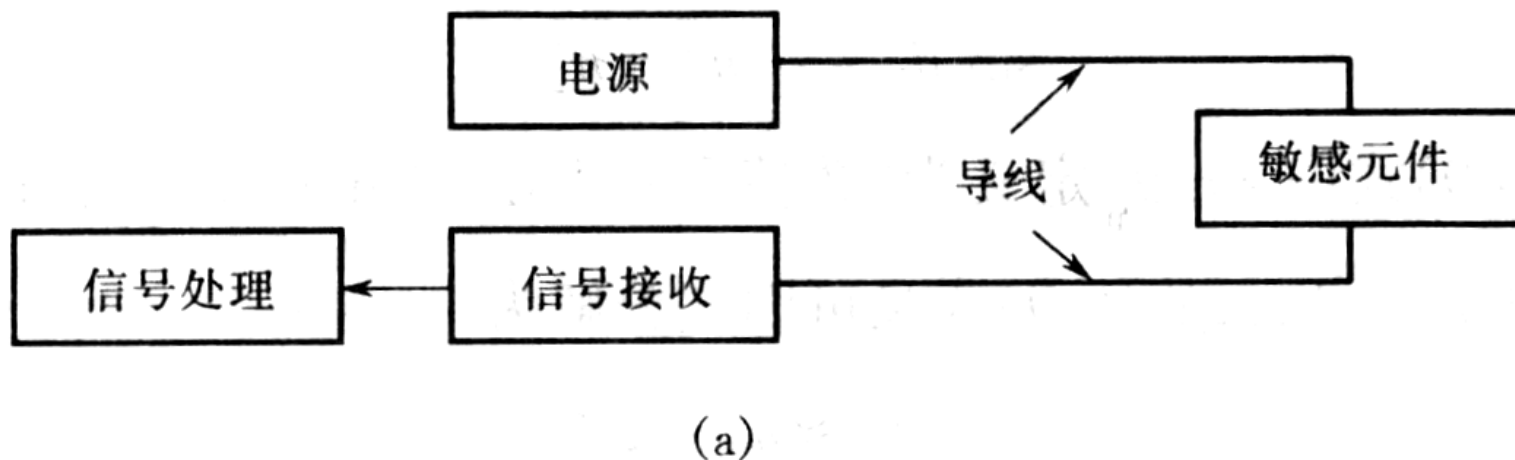 电源
敏感元件
导线
信号处理
信号接收
(a)